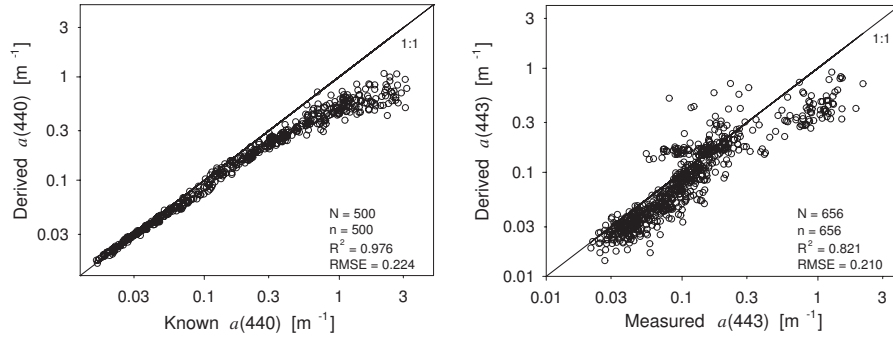 3
1
0.3
0.1
0.03
Derived a(440) [m⁻¹]
1:1
N = 500
n = 500
R² = 0.976
RMSE = 0.224
0.03 0.1 0.3 1 3
Known a(440) [m⁻¹]
3
1
0.3
0.1
0.03
0.01
Derived a(443) [m⁻¹]
1:1
N = 656
n = 656
R² = 0.821
RMSE = 0.210
0.01 0.03 0.1 0.3 1 3
Measured a(443) [m⁻¹]